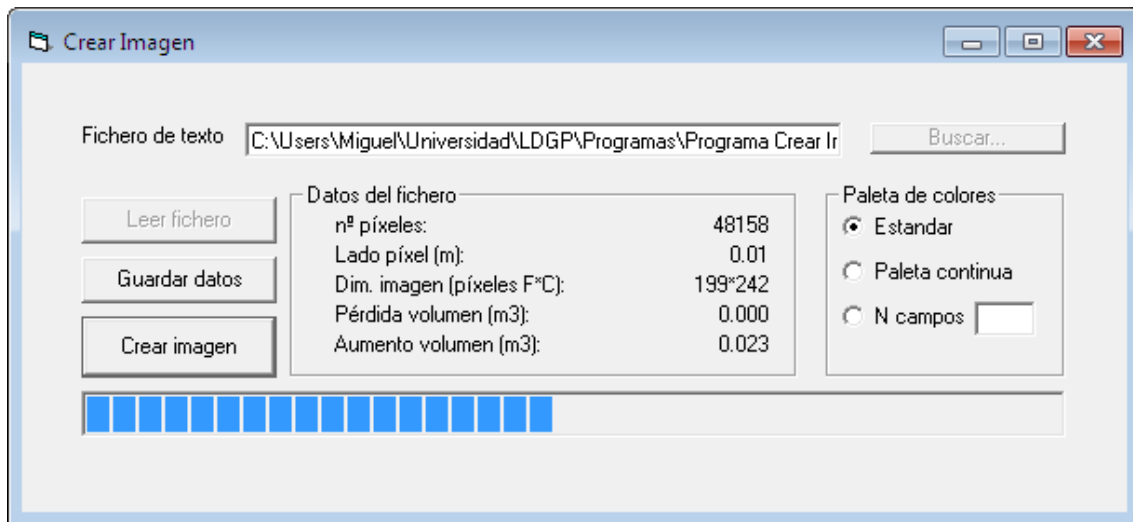 Crear Imagen
Fichero de texto C:\Users\Miguel\Universidad\LDGP\Programas\Programa Crear Ir Buscar...
Leer fichero
Guardar datos
Crear imagen
Datos del fichero
nº píxeles: 48158
Lado píxel (m): 0.01
Dim. imagen (píxeles F*C): 199*242
Pérdida volumen (m3): 0.000
Aumento volumen (m3): 0.023
Paleta de colores
Estandar
Paleta continua
N campos